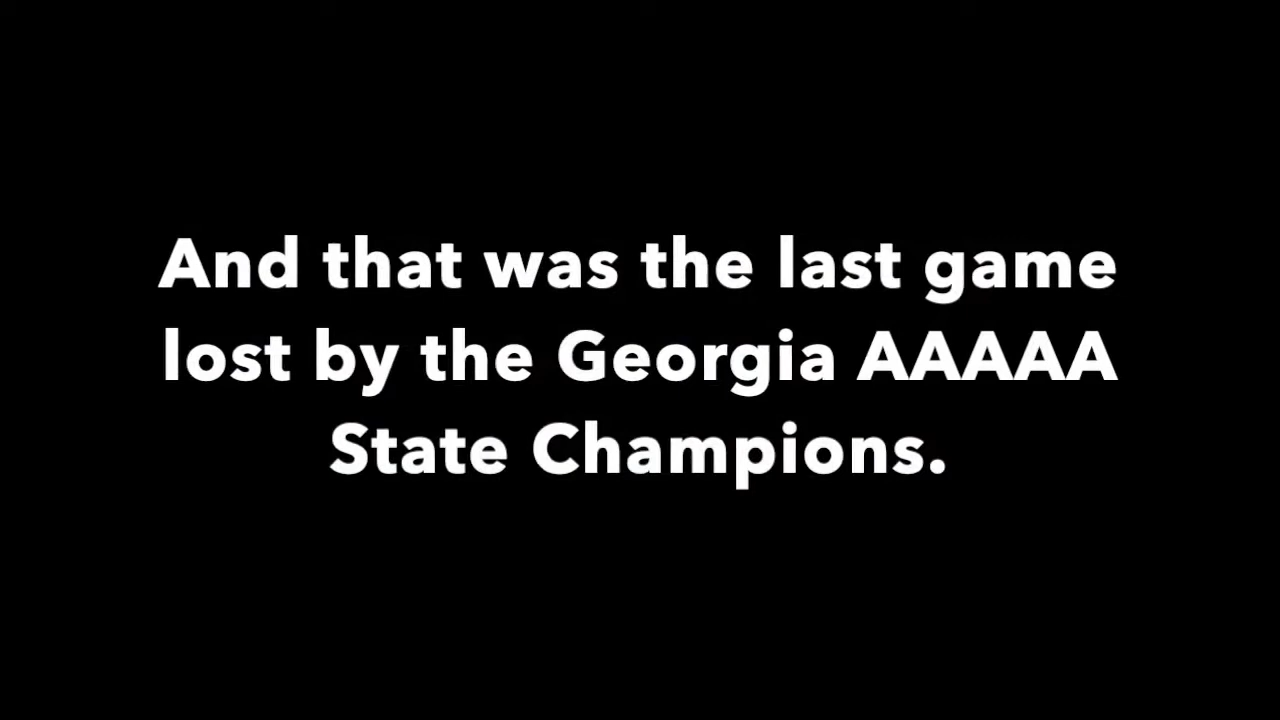 And that was the last game
lost by the Georgia AAAAA
State Champions.